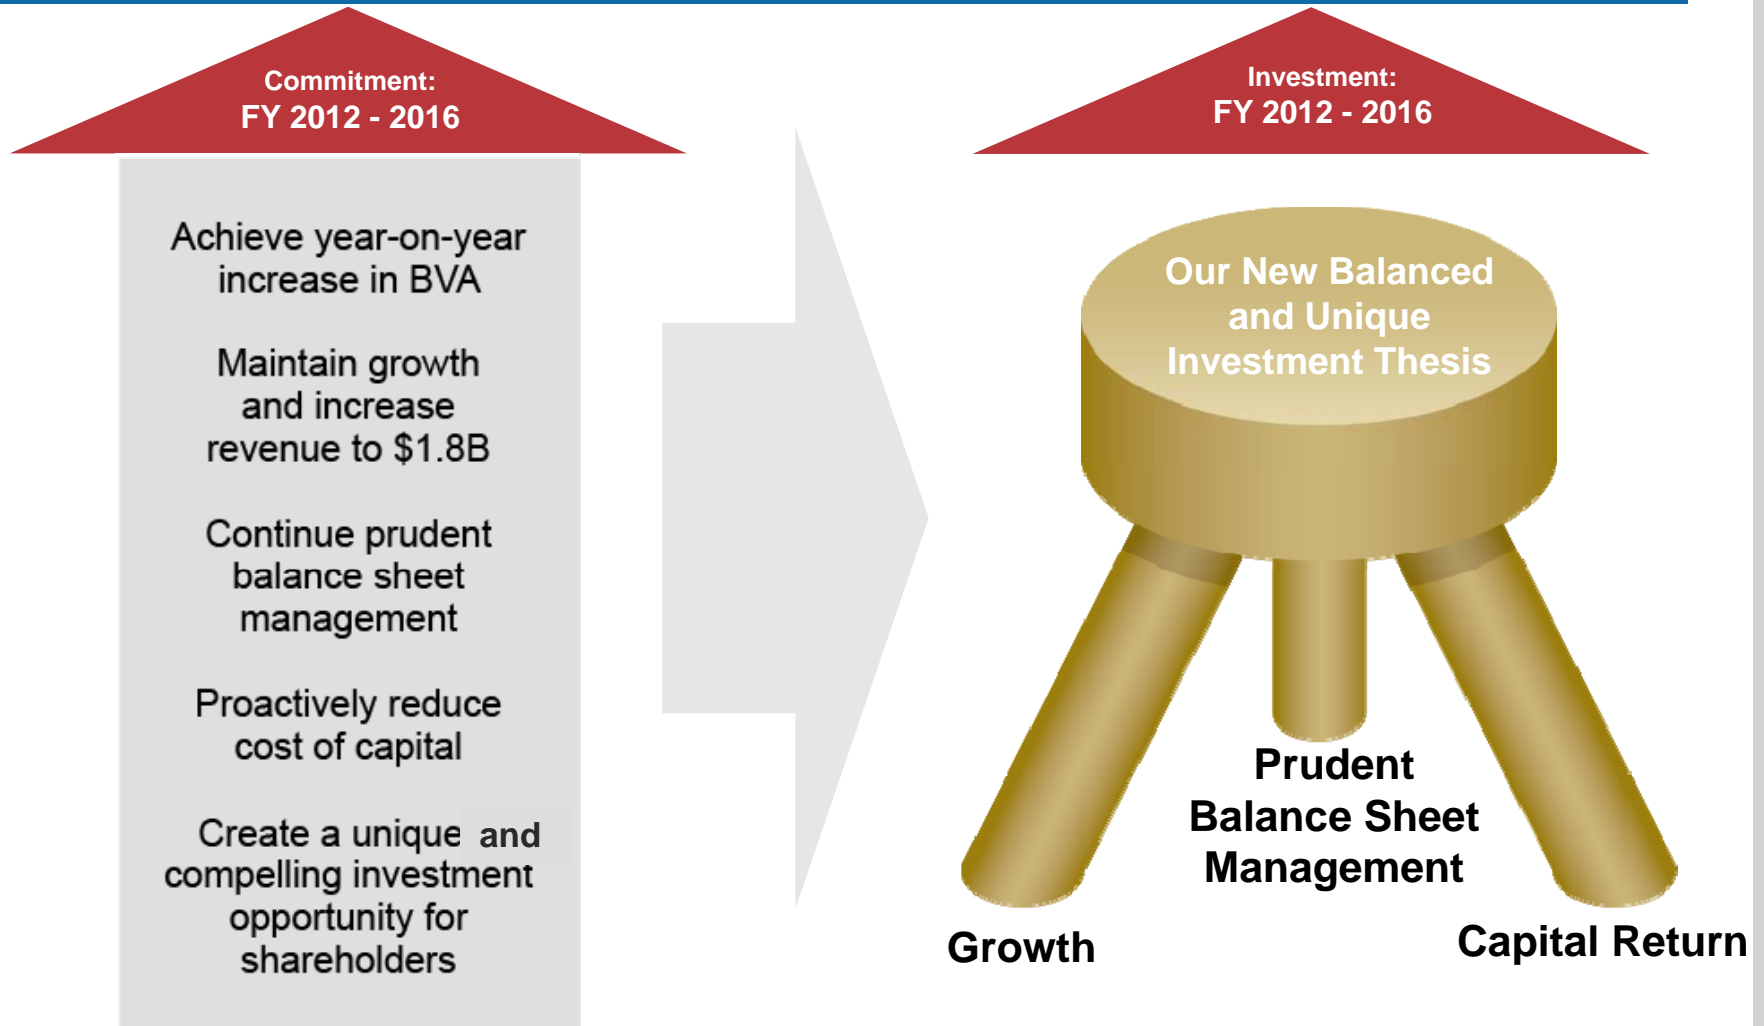 Commitment:
FY 2012 - 2016
Achieve year-on-year
increase in BVA
Maintain growth
and increase
revenue to $1.8B
Continue prudent
balance sheet
management
Proactively reduce
cost of capital
Create a unique and
compelling investment
opportunity for
shareholders
Investment:
FY 2012 - 2016
Our New Balanced
and Unique
Investment Thesis
Prudent
Balance Sheet
Management
Growth
Capital Return